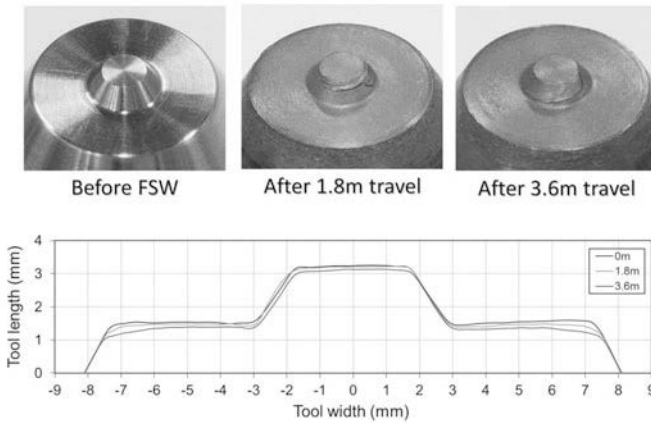 Before FSW After 1.8m travel After 3.6m travel
Tool length (mm)
4
3
2
1
0
0m
1.8m
3.6m
-9 -8 -7 -6 -5 -4 -3 -2 -1 0 1 2 3 4 5 6 7 8 9
Tool width (mm)